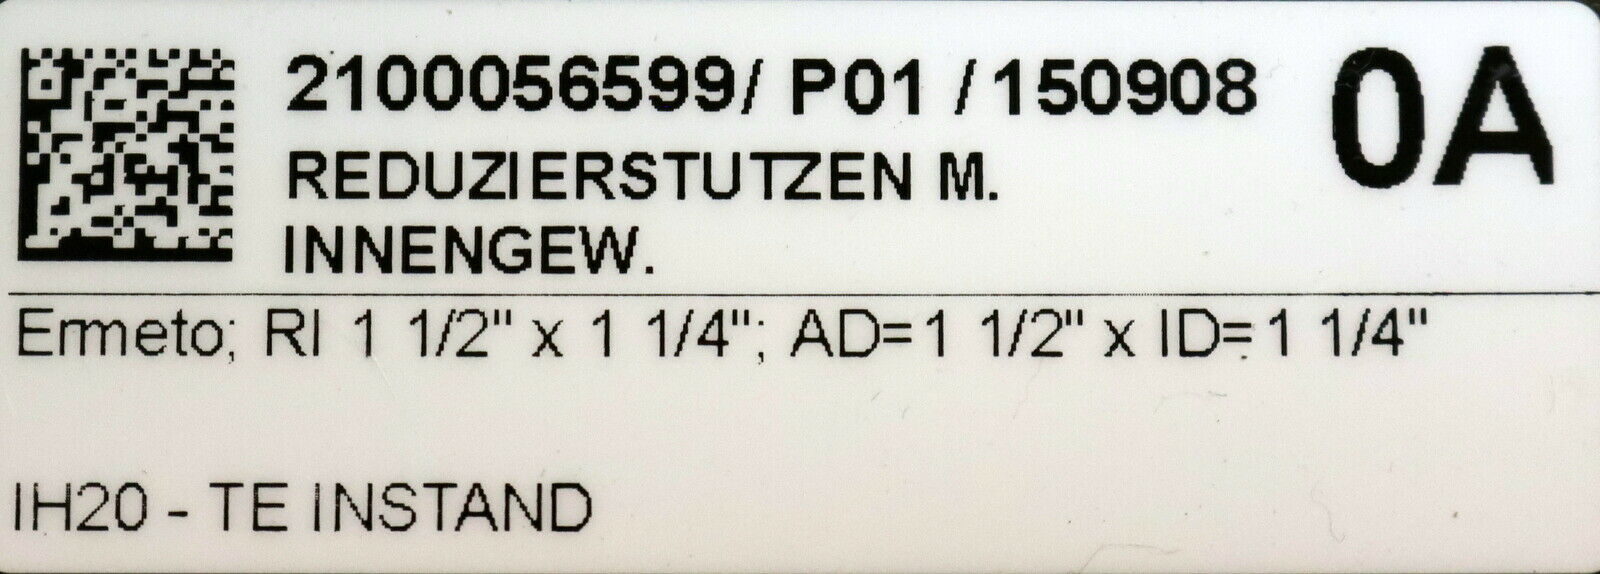 2100056599/ P01 /150908 0A
REDUZIERSTUTZEN M.
INNENGEW.
Ermeto; RI 1 1/2" x 1 1/4"; AD=1 1/2" x ID=1 1/4"
IH20 - TE INSTAND